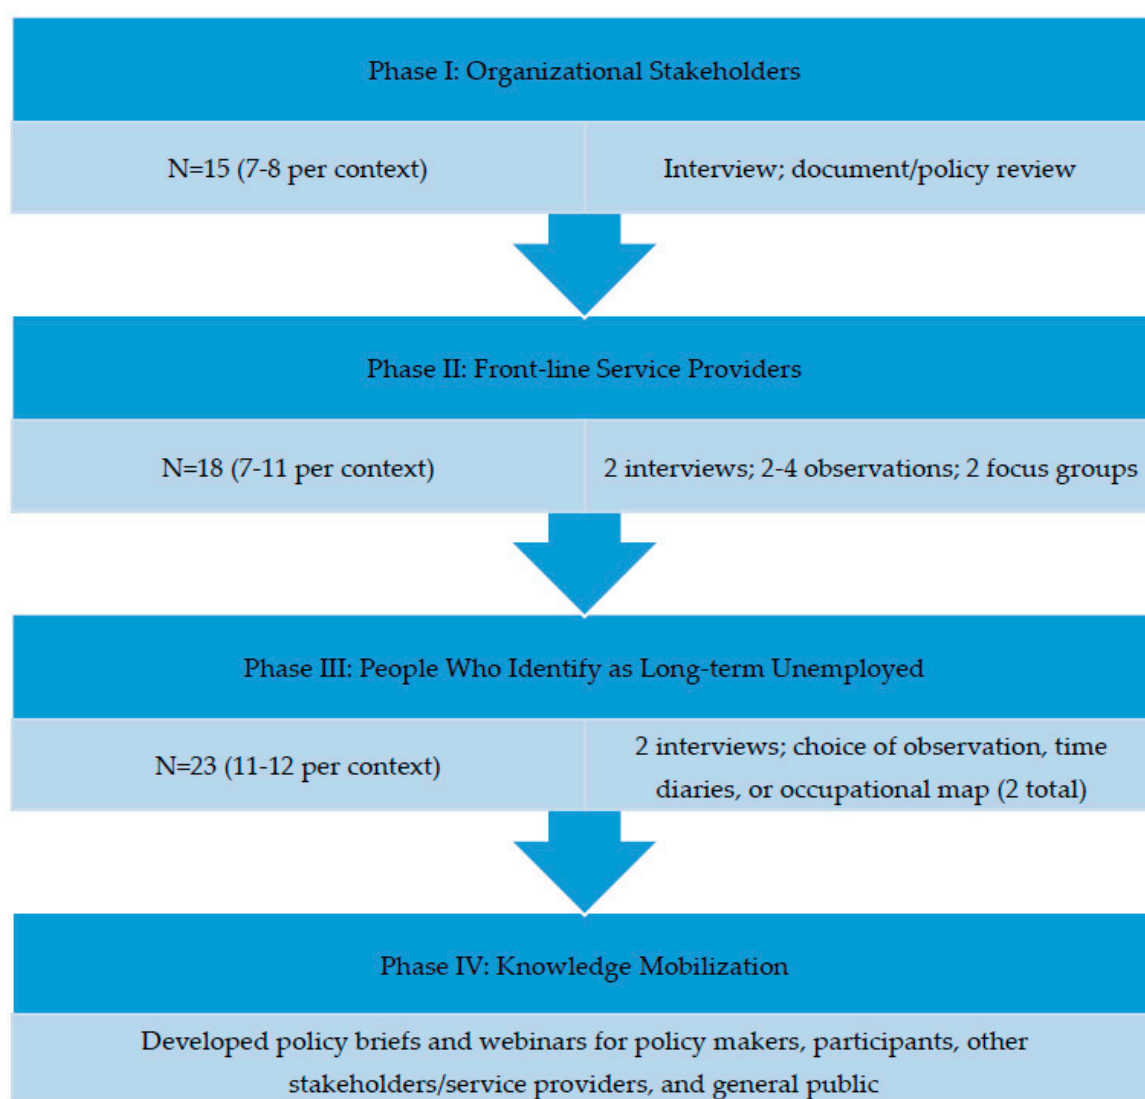 Phase I: Organizational Stakeholders
N=15 (7-8 per context)
Interview; document/policy review
Phase II: Front-line Service Providers
N=18 (7-11 per context)
2 interviews; 2-4 observations; 2 focus groups
Phase III: People Who Identify as Long-term Unemployed
N=23 (11-12 per context)
2 interviews; choice of observation, time
diaries, or occupational map (2 total)
Phase IV: Knowledge Mobilization
Developed policy briefs and webinars for policy makers, participants, other
stakeholders/service providers, and general public